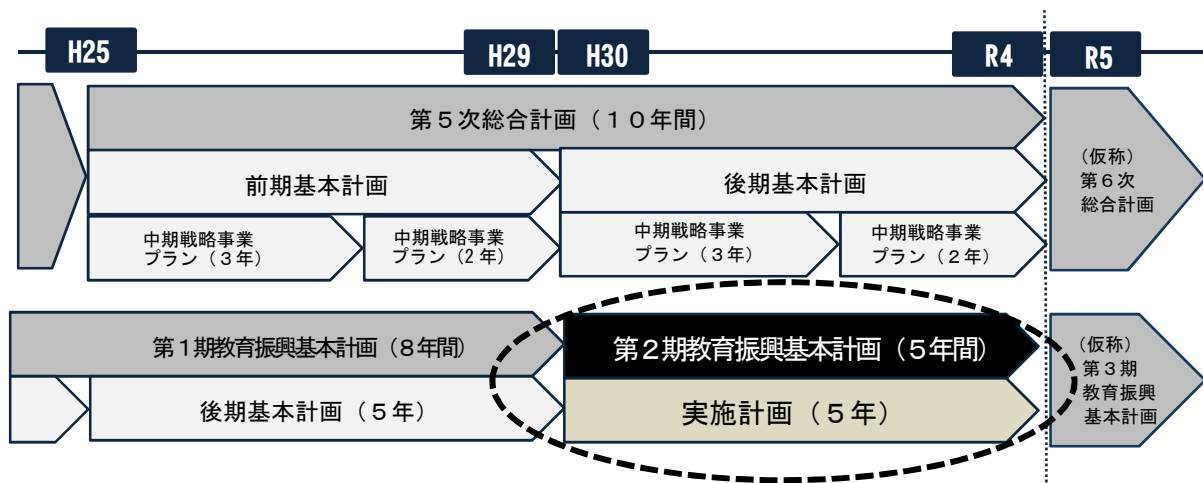 H25
H29
H30
R4
R5
第５次総合計画（１０年間）
前期基本計画
後期基本計画
中期戦略事業
プラン（３年）
中期戦略事業
プラン（２年）
中期戦略事業
プラン（３年）
中期戦略事業
プラン（２年）
（仮称）
第６次
総合計画
第１期教育振興基本計画（８年間）
第２期教育振興基本計画（５年間）
後期基本計画（５年）
実施計画（５年）
（仮称）
第３期
教育振興
基本計画